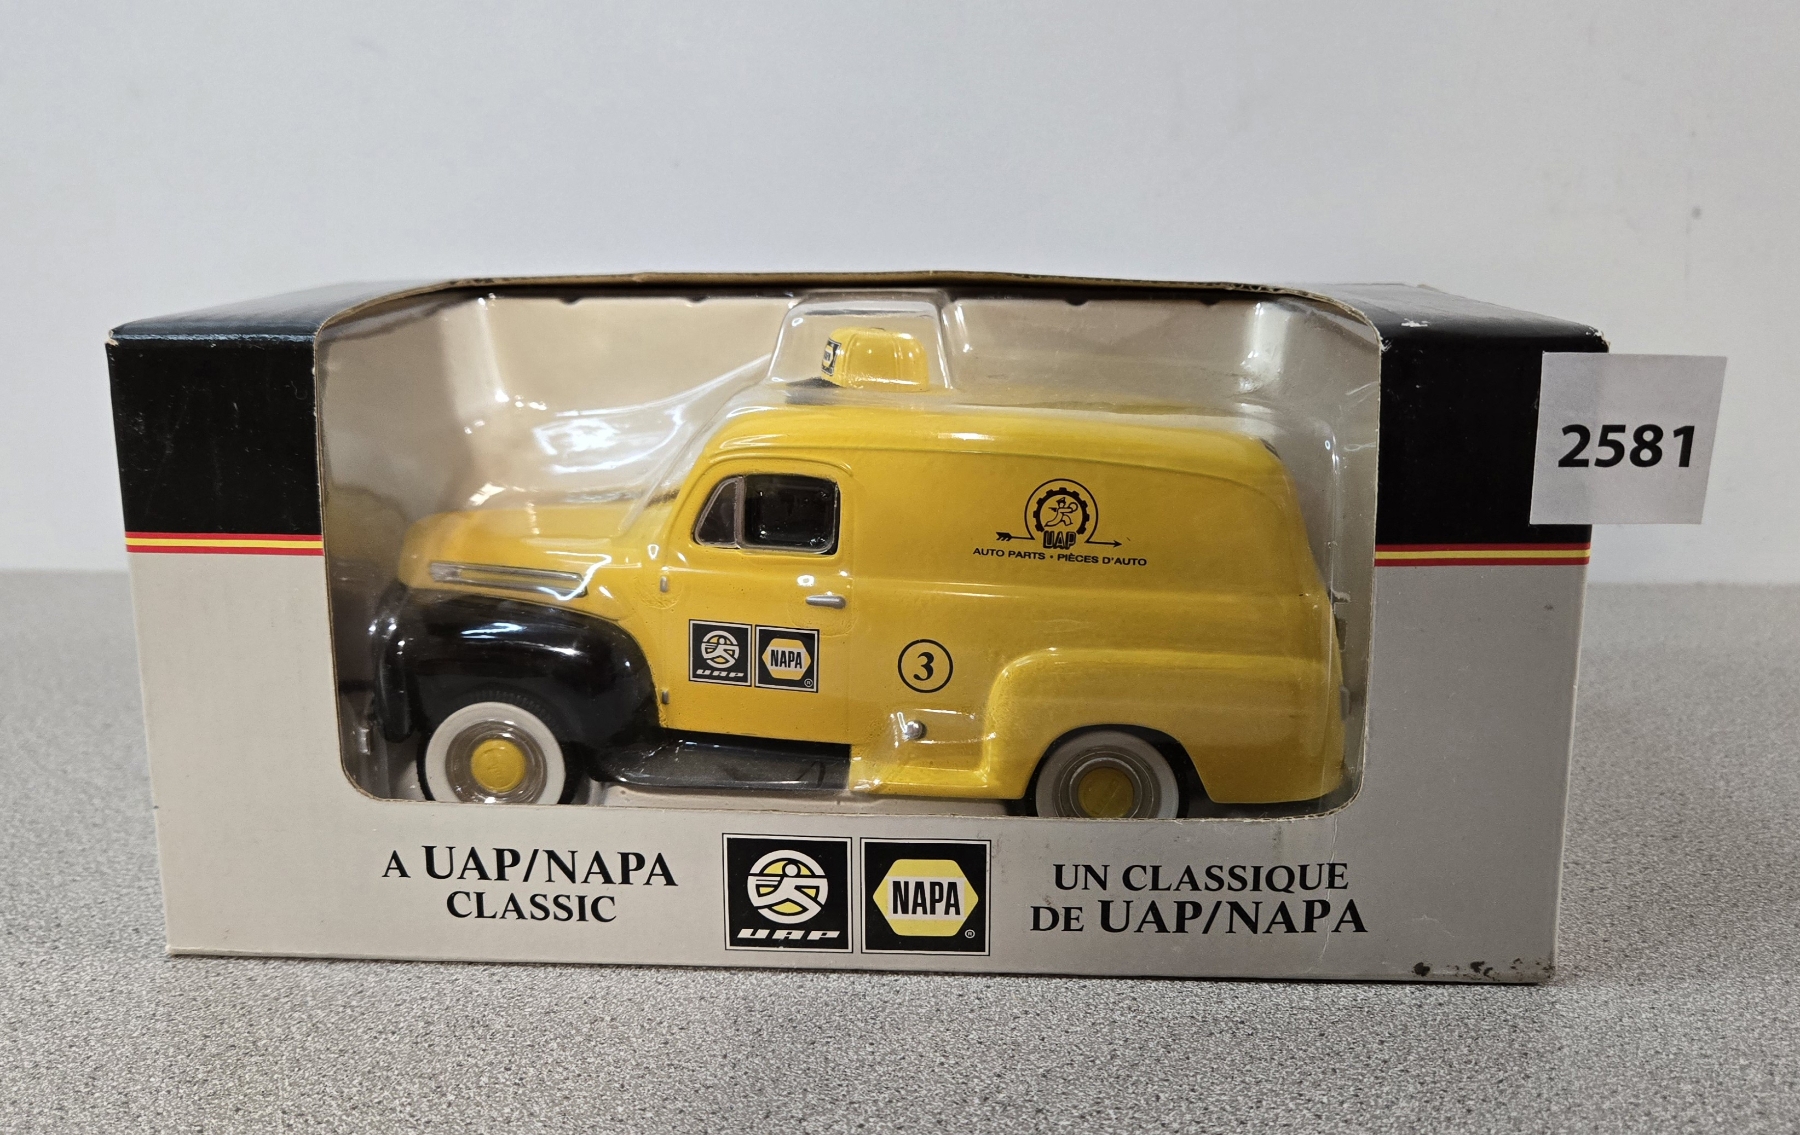 2581
NAPA
UAP
AUTO PARTS • PIÈCES D'AUTO
UAP
NAPA
®
3
A UAP/NAPA
CLASSIC
UAP
NAPA
®
UN CLASSIQUE
DE UAP/NAPA